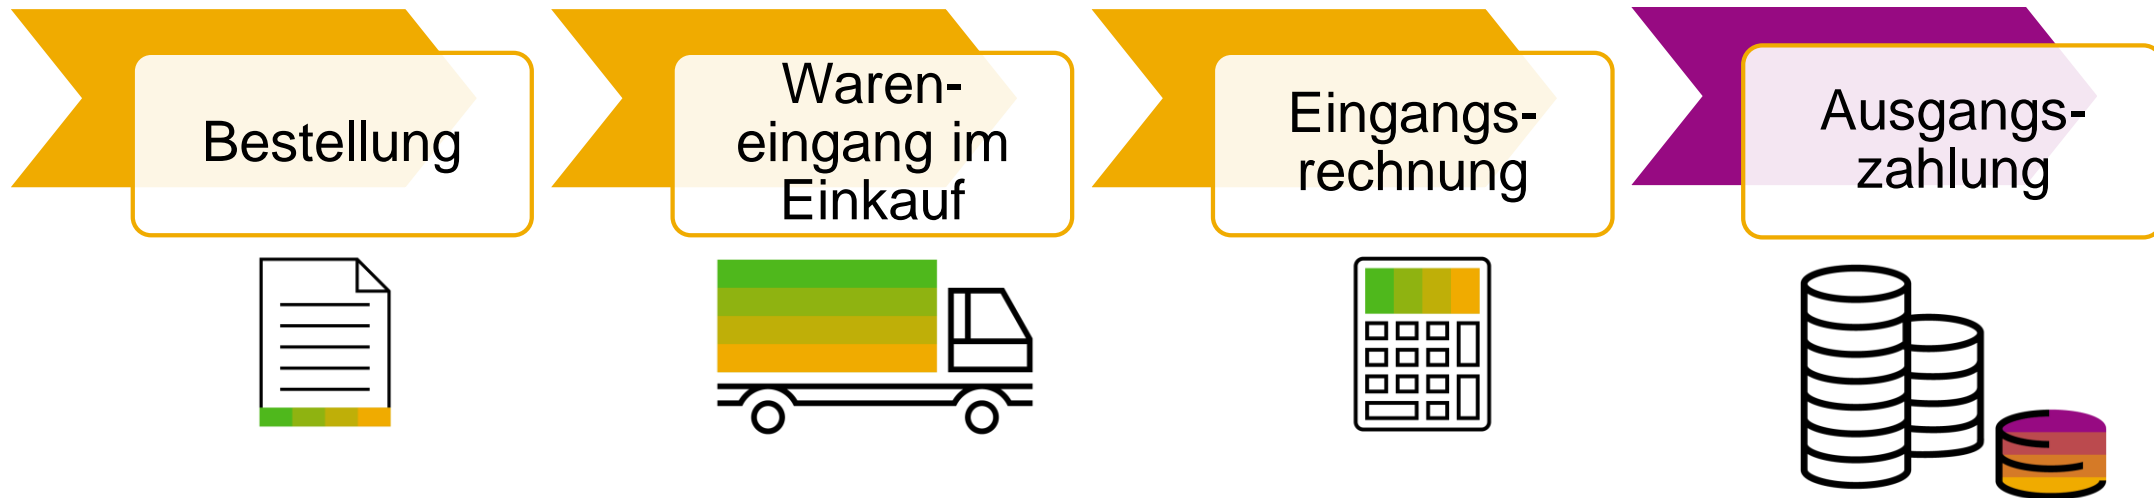 Bestellung
Waren-
eingang im
Einkauf
Eingangs-
rechnung
Ausgangs-
zahlung